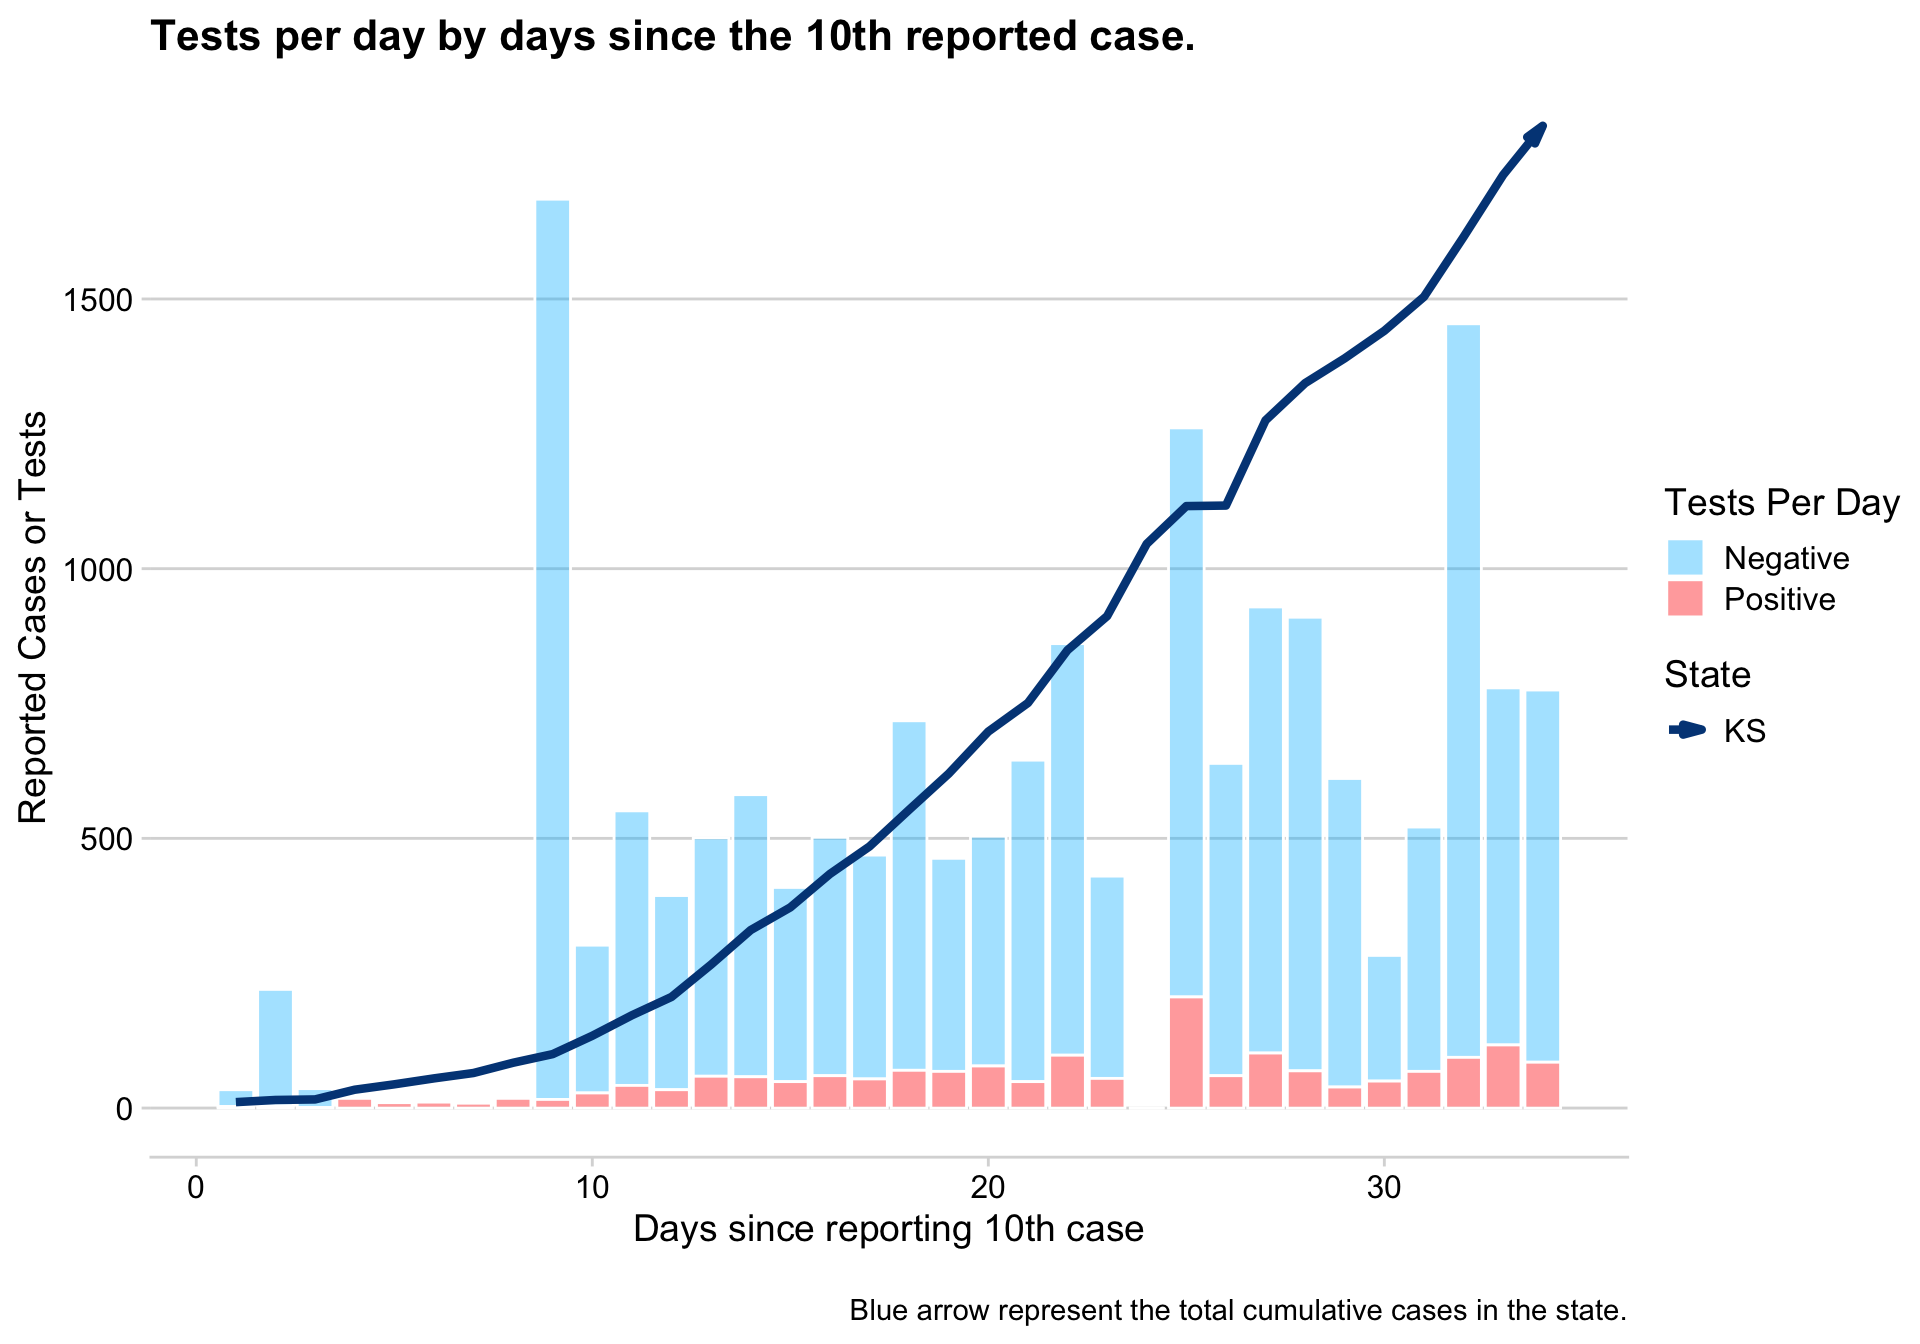 Tests per day by days since the 10th reported case.
Reported Cases or Tests
1500
1000
500
0
0 10 20 30
Days since reporting 10th case
Tests Per Day
Negative
Positive
State
KS
Blue arrow represent the total cumulative cases in the state.